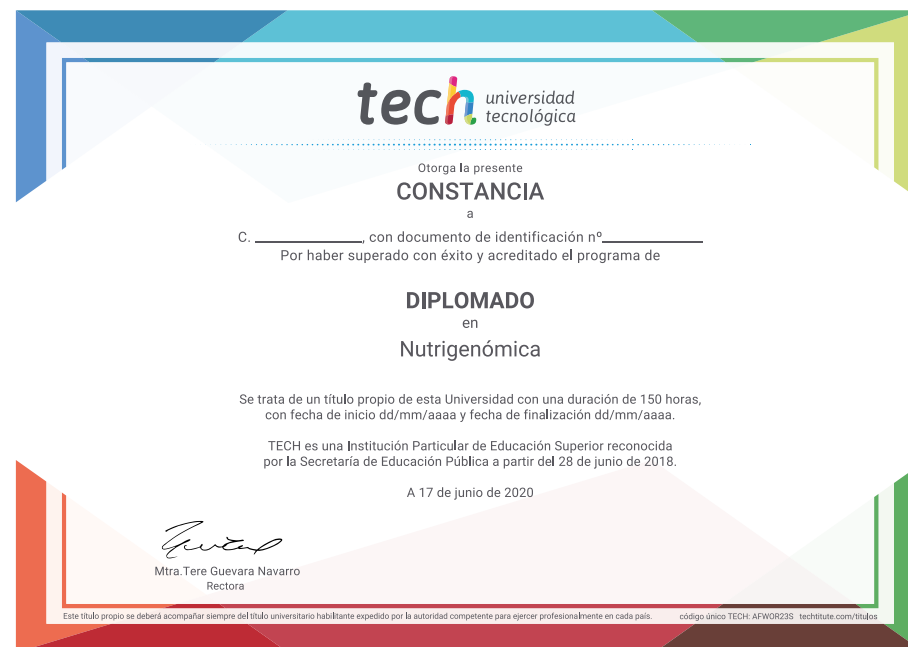 tech universidad
tecnológica
Otorga la presente
CONSTANCIA
a
C. ______________, con documento de identificación nº_____________
Por haber superado con éxito y acreditado el programa de
DIPLOMADO
en
Nutrigenómica
Se trata de un título propio de esta Universidad con una duración de 150 horas,
con fecha de inicio dd/mm/aaaa y fecha de finalización dd/mm/aaaa.
TECH es una Institución Particular de Educación Superior reconocida
por la Secretaría de Educación Pública a partir del 28 de junio de 2018.
A 17 de junio de 2020
Mtra.Tere Guevara Navarro
Rectora
Este título propio se deberá acompañar siempre del título universitario habilitante expedido por la autoridad competente para ejercer profesionalmente en cada país. código único TECH: AFWOR23S techtitute.com/titulos